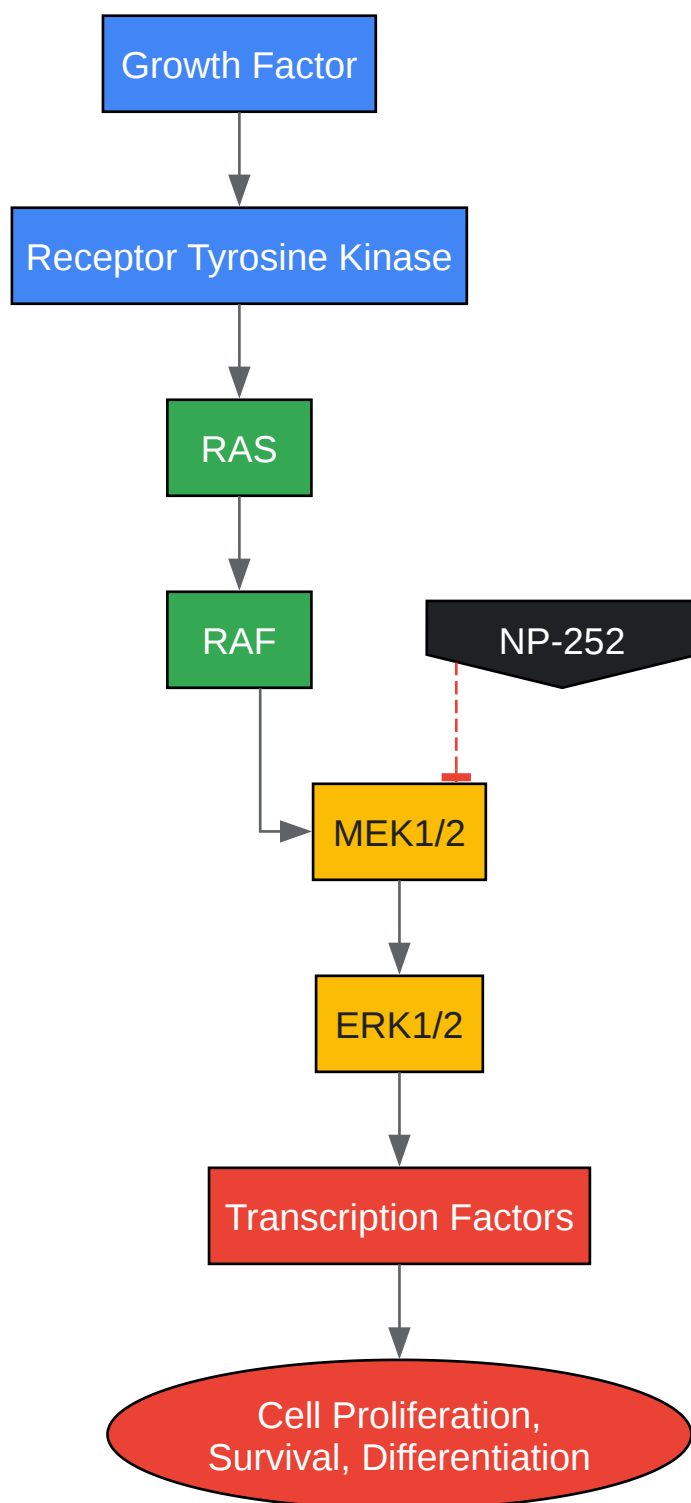 Growth Factor
Receptor Tyrosine Kinase
RAS
RAF
NP-252
MEK1/2
ERK1/2
Transcription Factors
Cell Proliferation,
Survival, Differentiation